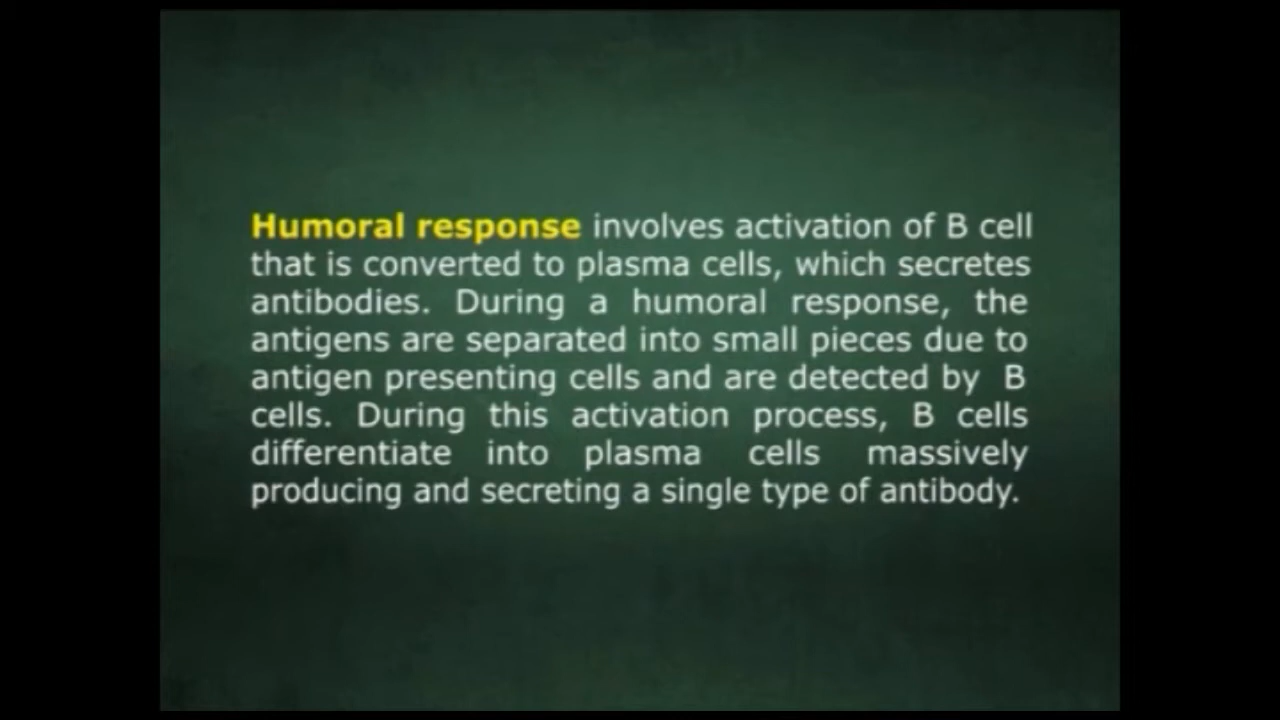 Humoral response involves activation of B cell
that is converted to plasma cells, which secretes
antibodies. During a humoral response, the
antigens are separated into small pieces due to
antigen presenting cells and are detected by B
cells. During this activation process, B cells
differentiate into plasma cells massively
producing and secreting a single type of antibody.